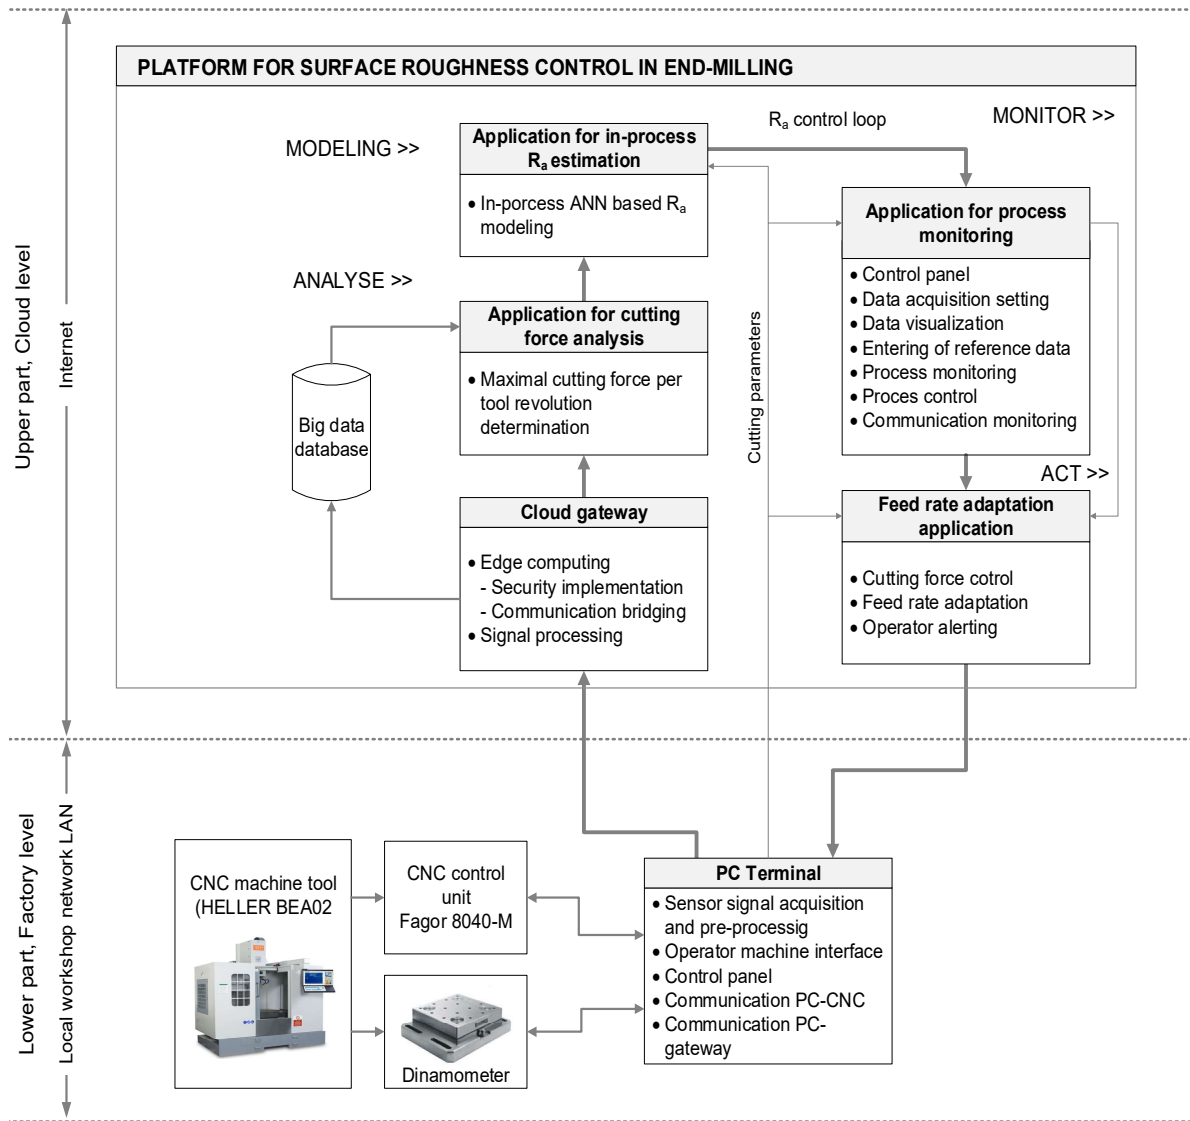 PLATFORM FOR SURFACE ROUGHNESS CONTROL IN END-MILLING
Upper part, Cloud level
Internet
MODELING >>
Application for in-process
Ra estimation
• In-porcess ANN based Ra
modeling
Ra control loop
MONITOR >>
Application for process
monitoring
• Control panel
• Data acquisition setting
• Data visualization
• Entering of reference data
• Process monitoring
• Proces control
• Communication monitoring
ANALYSE >>
Application for cutting
force analysis
• Maximal cutting force per
tool revolution
determination
Cutting parameters
Big data
database
Cloud gateway
• Edge computing
- Security implementation
- Communication bridging
• Signal processing
ACT >>
Feed rate adaptation
application
• Cutting force cotrol
• Feed rate adaptation
• Operator alerting
Lower part, Factory level
Local workshop network LAN
CNC machine tool
(HELLER BEA02
CNC control
unit
Fagor 8040-M
Dinamometer
PC Terminal
• Sensor signal acquisition
and pre-processig
• Operator machine interface
• Control panel
• Communication PC-CNC
• Communication PC-
gateway